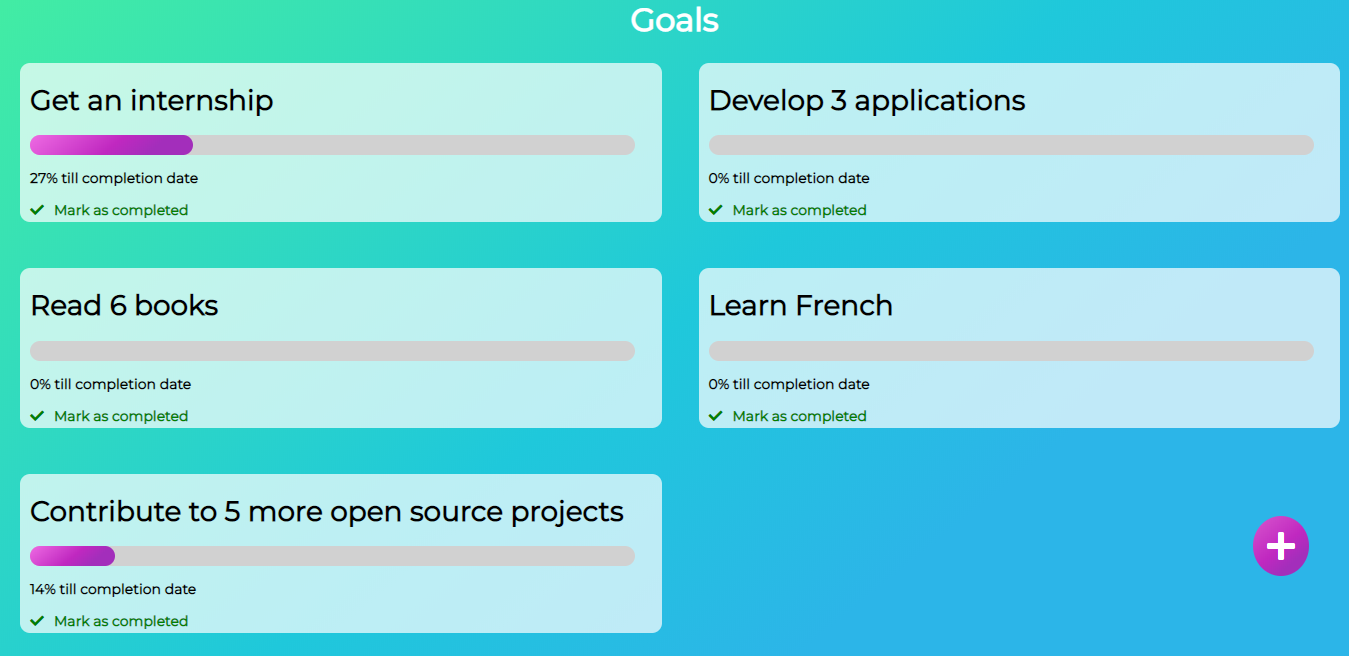 Goals
Get an internship
27% till completion date
Mark as completed
Develop 3 applications
0% till completion date
Mark as completed
Read 6 books
0% till completion date
Mark as completed
Learn French
0% till completion date
Mark as completed
Contribute to 5 more open source projects
14% till completion date
Mark as completed